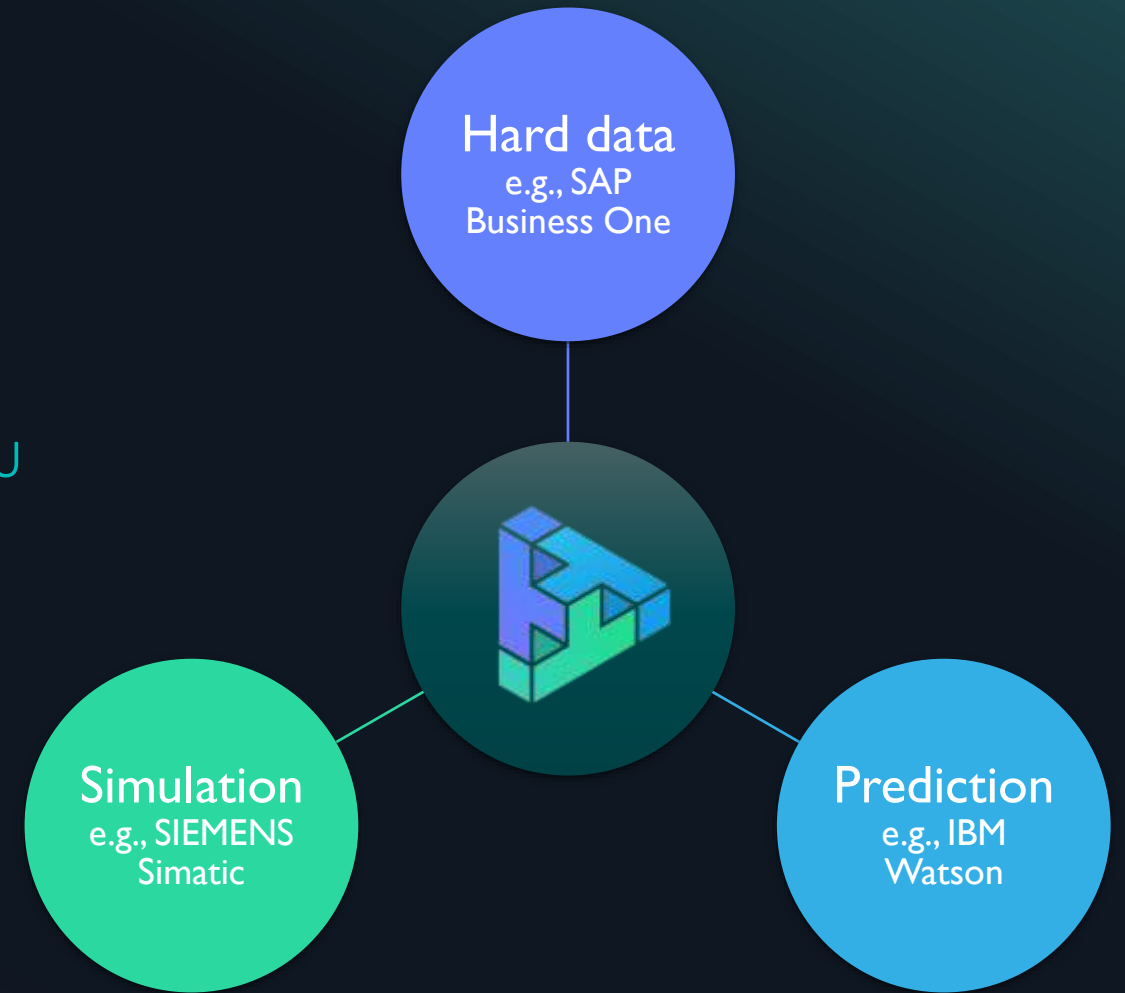 Hard data
e.g., SAP
Business One
U
Simulation
e.g., SIEMENS
Simatic
Prediction
e.g., IBM
Watson